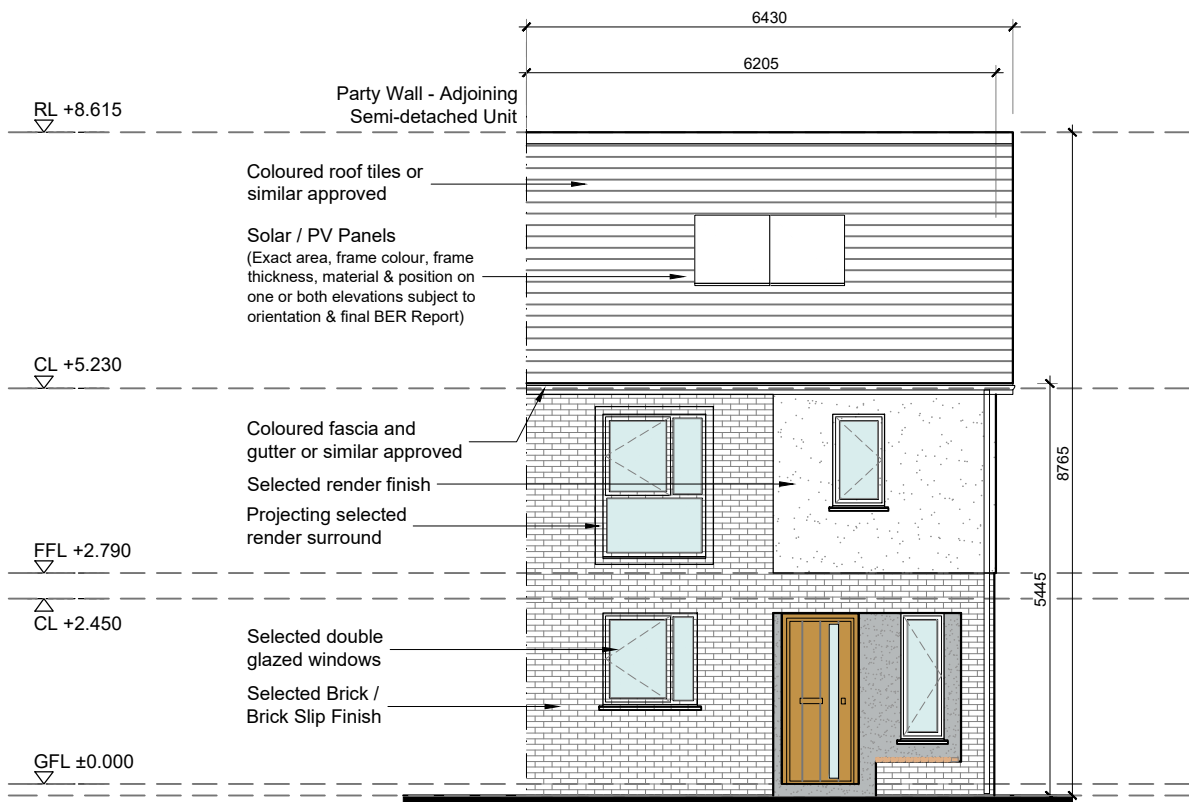 6430
6205
Party Wall - Adjoining
Semi-detached Unit
RL +8.615
Coloured roof tiles or
similar approved
Solar / PV Panels
(Exact area, frame colour, frame
thickness, material & position on
one or both elevations subject to
orientation & final BER Report)
CL +5.230
Coloured fascia and
gutter or similar approved
Selected render finish
Projecting selected
render surround
FFL +2.790
CL +2.450
Selected double
glazed windows
Selected Brick /
Brick Slip Finish
GFL ±0.000
5445
8765